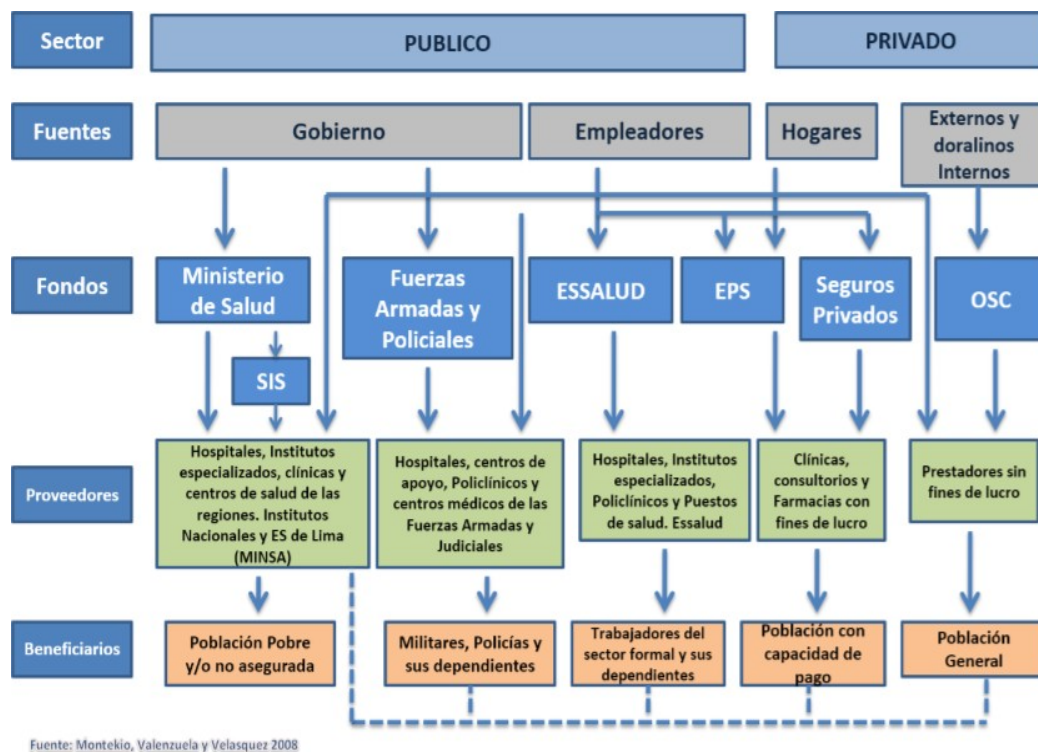 Sector
PUBLICO
PRIVADO
Fuentes
Gobierno
Empleadores
Hogares
Externos y
doralinos
Internos
Fondos
Ministerio
de Salud
Fuerzas
Armadas y
Policiales
ESSALUD
EPS
Seguros
Privados
OSC
SIS
Proveedores
Hospitales, Institutos
especializados, clínicas y
centros de salud de las
regiones. Institutos
Nacionales y ES de Lima
(MINSA)
Hospitales, centros de
apoyo, Policlínicos y
centros médicos de las
Fuerzas Armadas y
Judiciales
Hospitales, Institutos
especializados,
Policlínicos y Puestos
de salud. Essalud
Clínicas,
consultorios y
Farmacias con
fines de lucro
Prestadores sin
fines de lucro
Beneficiarios
Población Pobre
y/o no asegurada
Militares, Policías y
sus dependientes
Trabajadores del
sector formal y sus
dependientes
Población con
capacidad de
pago
Población
General
Fuente: Montekio, Valenzuela y Velasquez 2008